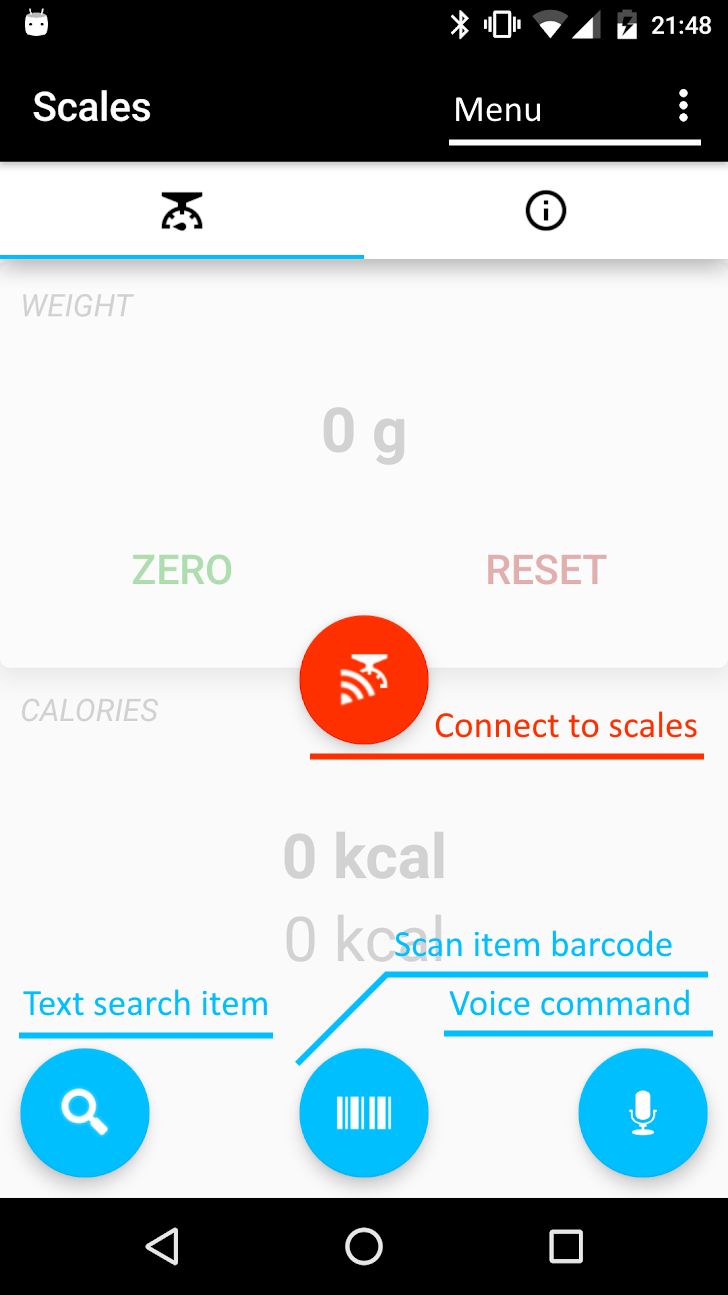 21:48
Scales
Menu
WEIGHT
0 g
ZERO
RESET
CALORIES
Connect to scales
0 kcal
0 kcal
Scan item barcode
Text search item
Voice command